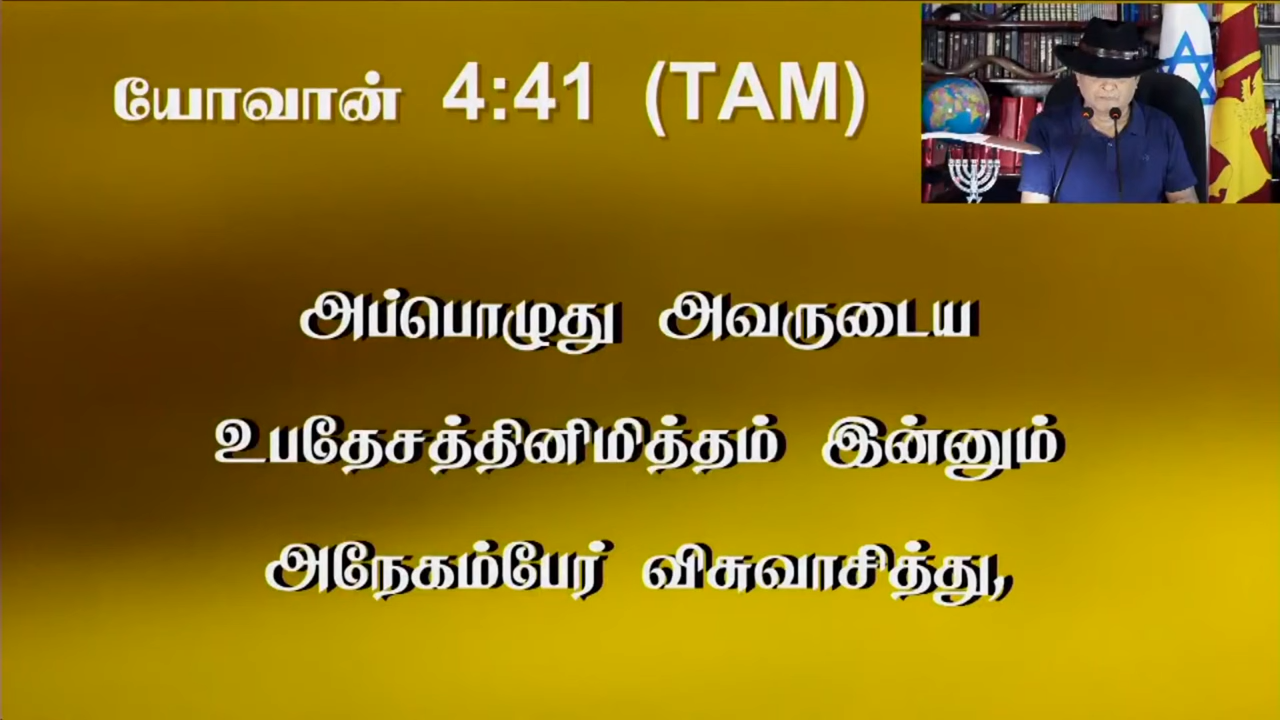 யோவான் 4:41 (TAM)
அப்பொழுது அவருடைய
உபதேசத்தினிமித்தம் இன்னும்
அநேகம்பேர் விசுவாசித்து,